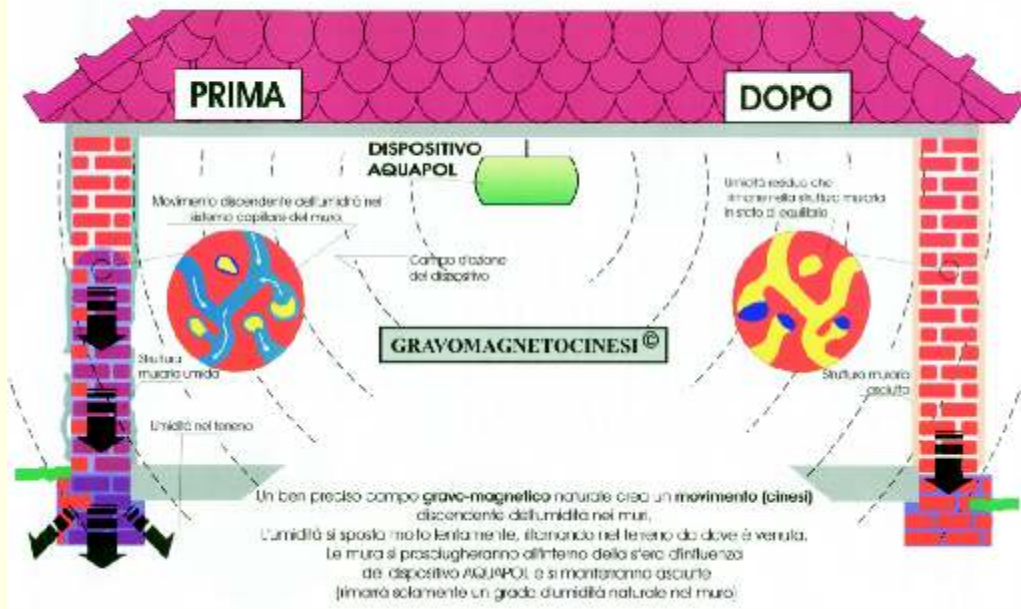 PRIMA
DOPO
DISPOSITIVO
AQUAPOL
Movimento discendente dell'umidità nel
sistema capillare del muro
Umidità residua che
rimane nella struttura muraria
in stato di equilibrio
Campo d'azione
del dispositivo
GRAVOMAGNETOCINESI ©
Struttura
muraria umida
Struttura muraria
asciutta
Umidità nel terreno
Un ben preciso campo gravo-magnetico naturale crea un movimento (cinesi)
discendente dell'umidità nei muri.
L'umidità si sposta molto lentamente, ritornando nel terreno da dove è venuta.
Le mura si prosciugheranno all'interno della sfera d'influenza
del dispositivo AQUAPOL e si manterranno asciutte
(rimarrà solamente un grado d'umidità naturale nel muro)